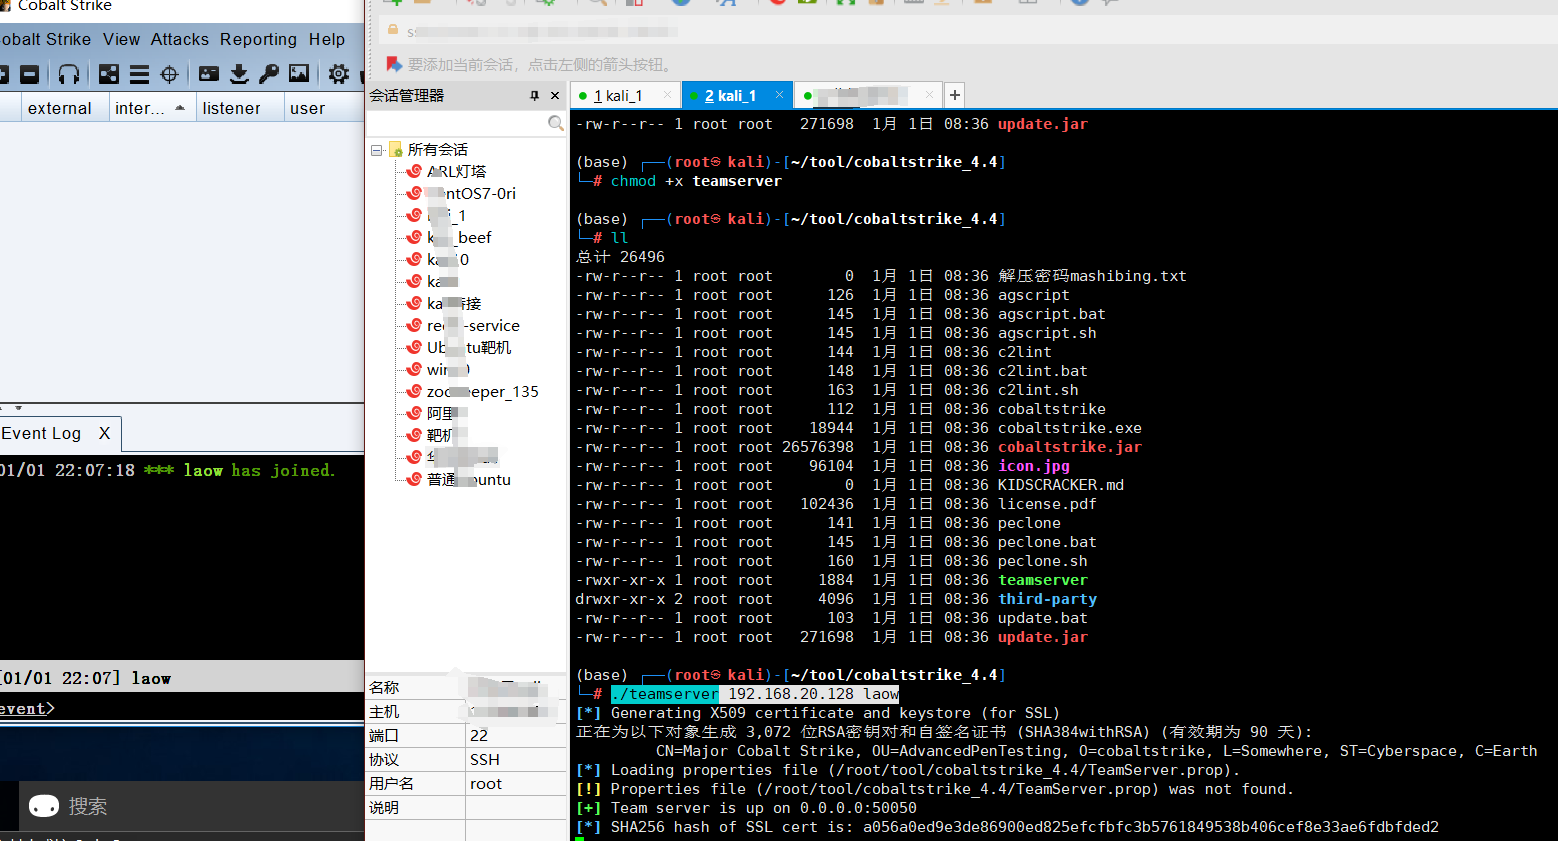 Cobalt Strike
obalt Strike View Attacks Reporting Help
external inter... listener user
Event Log X
01/01 22:07:18 *** laow has joined.
[01/01 22:07] laow
event>
搜索
要添加当前会话，点击左侧的箭头按钮。
会话管理器
1 kali_1 2 kali_1
所有会话
ARL灯塔
entOS7-0ri
_1
_beef
ka 0
ka
ka 桥接
re -service
Ub tu靶机
win 0
zoo eeper_135
阿里
靶机
普通 buntu
名称
主机
端口 22
协议 SSH
用户名 root
说明
-rw-r--r-- 1 root root 271698 1月 1日 08:36 update.jar
(base) ┌──(root㉿ kali)-[~/tool/cobaltstrike_4.4]
└─# chmod +x teamserver
(base) ┌──(root㉿ kali)-[~/tool/cobaltstrike_4.4]
└─# ll
总计 26496
-rw-r--r-- 1 root root 0 1月 1日 08:36 解压密码mashibing.txt
-rw-r--r-- 1 root root 126 1月 1日 08:36 agscript
-rw-r--r-- 1 root root 145 1月 1日 08:36 agscript.bat
-rw-r--r-- 1 root root 145 1月 1日 08:36 agscript.sh
-rw-r--r-- 1 root root 144 1月 1日 08:36 c2lint
-rw-r--r-- 1 root root 148 1月 1日 08:36 c2lint.bat
-rw-r--r-- 1 root root 163 1月 1日 08:36 c2lint.sh
-rw-r--r-- 1 root root 112 1月 1日 08:36 cobaltstrike
-rw-r--r-- 1 root root 18944 1月 1日 08:36 cobaltstrike.exe
-rw-r--r-- 1 root root 26576398 1月 1日 08:36 cobaltstrike.jar
-rw-r--r-- 1 root root 96104 1月 1日 08:36 icon.jpg
-rw-r--r-- 1 root root 0 1月 1日 08:36 KIDSCRACKER.md
-rw-r--r-- 1 root root 102436 1月 1日 08:36 license.pdf
-rw-r--r-- 1 root root 141 1月 1日 08:36 peclone
-rw-r--r-- 1 root root 145 1月 1日 08:36 peclone.bat
-rw-r--r-- 1 root root 160 1月 1日 08:36 peclone.sh
-rwxr-xr-x 1 root root 1884 1月 1日 08:36 teamserver
drwxr-xr-x 2 root root 4096 1月 1日 08:36 third-party
-rw-r--r-- 1 root root 103 1月 1日 08:36 update.bat
-rw-r--r-- 1 root root 271698 1月 1日 08:36 update.jar
(base) ┌──(root㉿ kali)-[~/tool/cobaltstrike_4.4]
└─# ./teamserver 192.168.20.128 laow
[*] Generating X509 certificate and keystore (for SSL)
正在为以下对象生成 3,072 位RSA密钥对和自签名证书 (SHA384withRSA) (有效期为 90 天):
CN=Major Cobalt Strike, OU=AdvancedPenTesting, O=cobaltstrike, L=Somewhere, ST=Cyberspace, C=Earth
[*] Loading properties file (/root/tool/cobaltstrike_4.4/TeamServer.prop).
[!] Properties file (/root/tool/cobaltstrike_4.4/TeamServer.prop) was not found.
[+] Team server is up on 0.0.0.0:50050
[*] SHA256 hash of SSL cert is: a056a0ed9e3de86900ed825efcfbfc3b5761849538b406cef8e33ae6fdbfded2